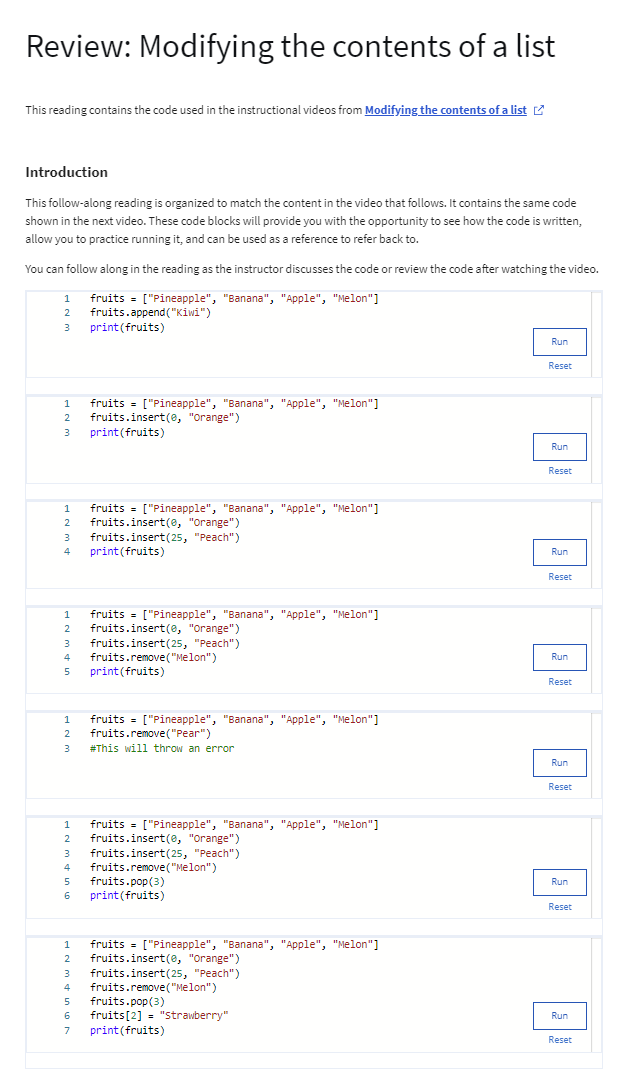 Review: Modifying the contents of a list
This reading contains the code used in the instructional videos from Modifying the contents of a list
Introduction
This follow-along reading is organized to match the content in the video that follows. It contains the same code
shown in the next video. These code blocks will provide you with the opportunity to see how the code is written,
allow you to practice running it, and can be used as a reference to refer back to.
You can follow along in the reading as the instructor discusses the code or review the code after watching the video.
1 fruits = ["Pineapple", "Banana", "Apple", "Melon"]
2 fruits.append("Kiwi")
3 print(fruits)
Run
Reset
1 fruits = ["Pineapple", "Banana", "Apple", "Melon"]
2 fruits.insert(0, "Orange")
3 print(fruits)
Run
Reset
1 fruits = ["Pineapple", "Banana", "Apple", "Melon"]
2 fruits.insert(0, "Orange")
3 fruits.insert(25, "Peach")
4 print(fruits)
Run
Reset
1 fruits = ["Pineapple", "Banana", "Apple", "Melon"]
2 fruits.insert(0, "Orange")
3 fruits.insert(25, "Peach")
4 fruits.remove("Melon")
5 print(fruits)
Run
Reset
1 fruits = ["Pineapple", "Banana", "Apple", "Melon"]
2 fruits.remove("Pear")
3 #This will throw an error
Run
Reset
1 fruits = ["Pineapple", "Banana", "Apple", "Melon"]
2 fruits.insert(0, "Orange")
3 fruits.insert(25, "Peach")
4 fruits.remove("Melon")
5 fruits.pop(3)
6 print(fruits)
Run
Reset
1 fruits = ["Pineapple", "Banana", "Apple", "Melon"]
2 fruits.insert(0, "Orange")
3 fruits.insert(25, "Peach")
4 fruits.remove("Melon")
5 fruits.pop(3)
6 fruits[2] = "Strawberry"
7 print(fruits)
Run
Reset